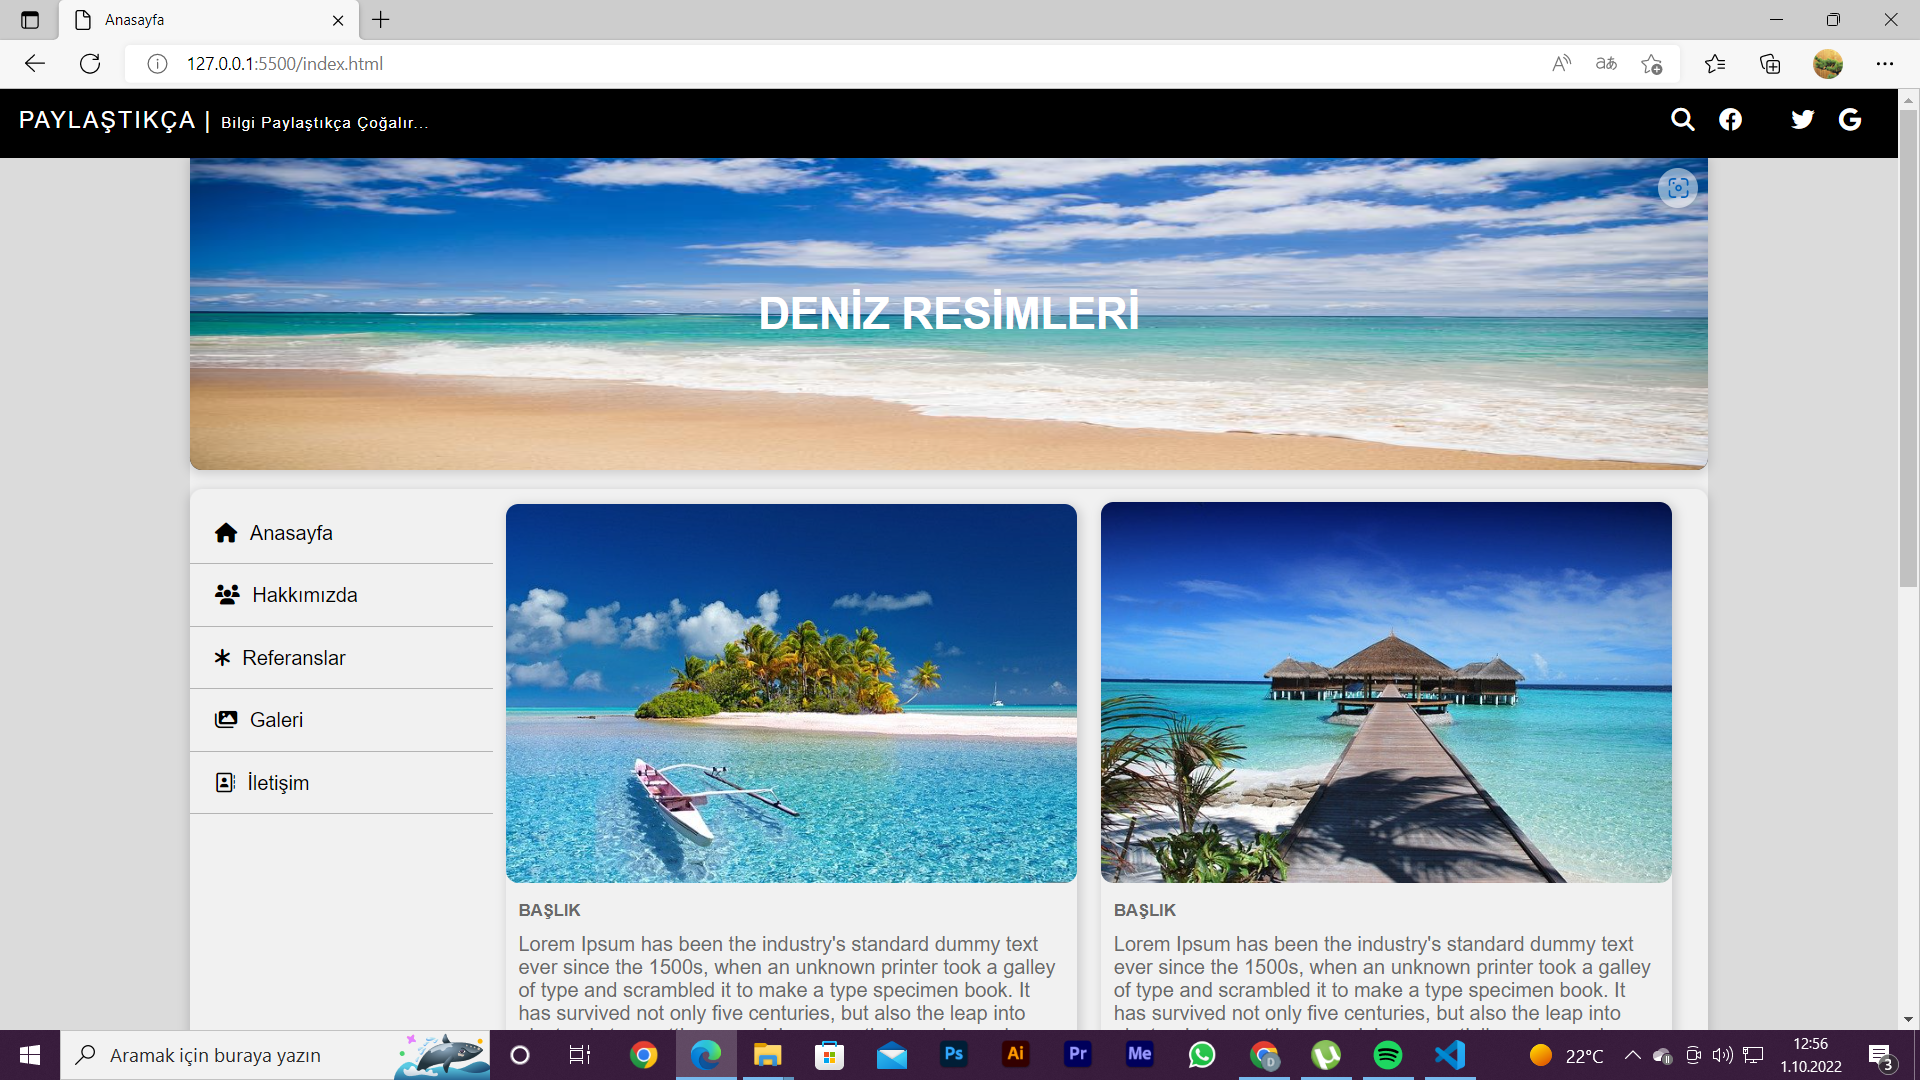 Anasayfa
127.0.0.1:5500/index.html
PAYLAŞTIKÇA | Bilgi Paylaştıkça Çoğalır...
DENİZ RESİMLERİ
Anasayfa
Hakkımızda
Referanslar
Galeri
İletişim
BAŞLIK
Lorem Ipsum has been the industry's standard dummy text
ever since the 1500s, when an unknown printer took a galley
of type and scrambled it to make a type specimen book. It
has survived not only five centuries, but also the leap into
BAŞLIK
Lorem Ipsum has been the industry's standard dummy text
ever since the 1500s, when an unknown printer took a galley
of type and scrambled it to make a type specimen book. It
has survived not only five centuries, but also the leap into
Aramak için buraya yazın
Ps
Ai
Pr
Me
D
22°C
12:56
1.10.2022
3